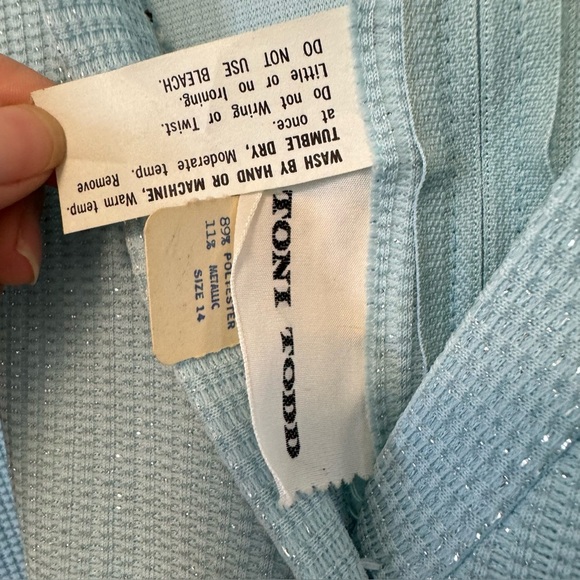 WASH BY HAND OR MACHINE, Warm temp.
TUMBLE DRY, Moderate temp. Remove
at once.
Do not Wring or Twist.
Little or no Ironing.
DO NOT USE BLEACH.
89% POLYESTER
11% METALLIC
SIZE 14
TONI TODD